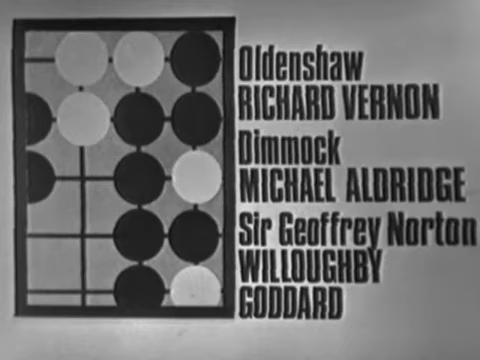 Oldenshaw
RICHARD VERNON
Dimmock
MICHAEL ALDRIDGE
Sir Geoffrey Norton
WILLOUGHBY
GODDARD